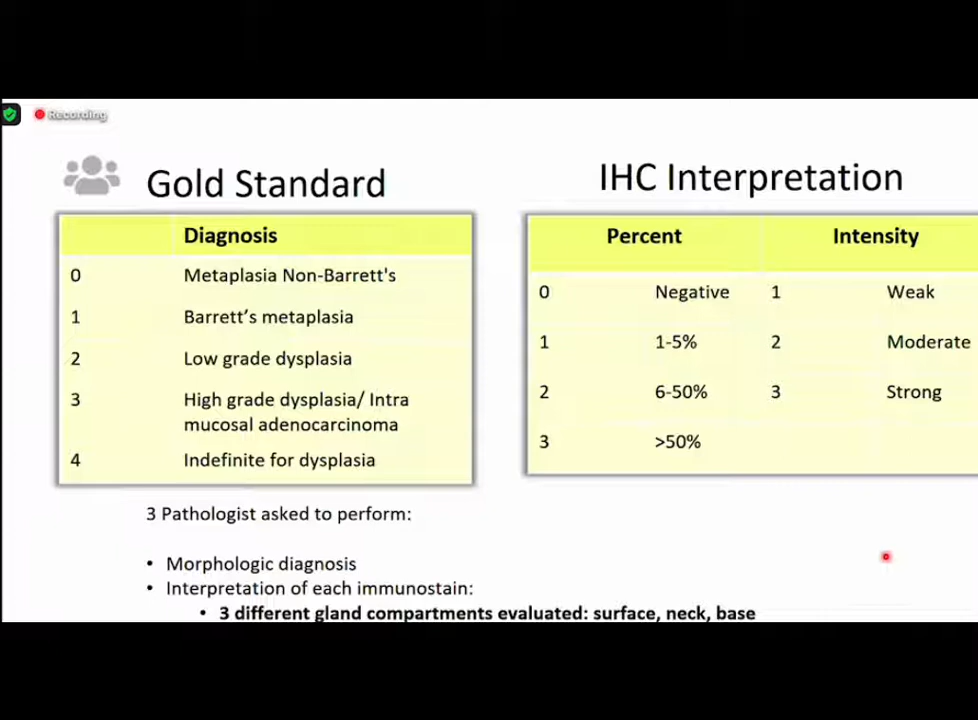 Recording
Gold Standard
Diagnosis
0 Metaplasia Non-Barrett's
1 Barrett’s metaplasia
2 Low grade dysplasia
3 High grade dysplasia/ Intra
mucosal adenocarcinoma
4 Indefinite for dysplasia
IHC Interpretation
Percent Intensity
0 Negative 1 Weak
1 1-5% 2 Moderate
2 6-50% 3 Strong
3 >50%
3 Pathologist asked to perform:
• Morphologic diagnosis
• Interpretation of each immunostain:
• 3 different gland compartments evaluated: surface, neck, base